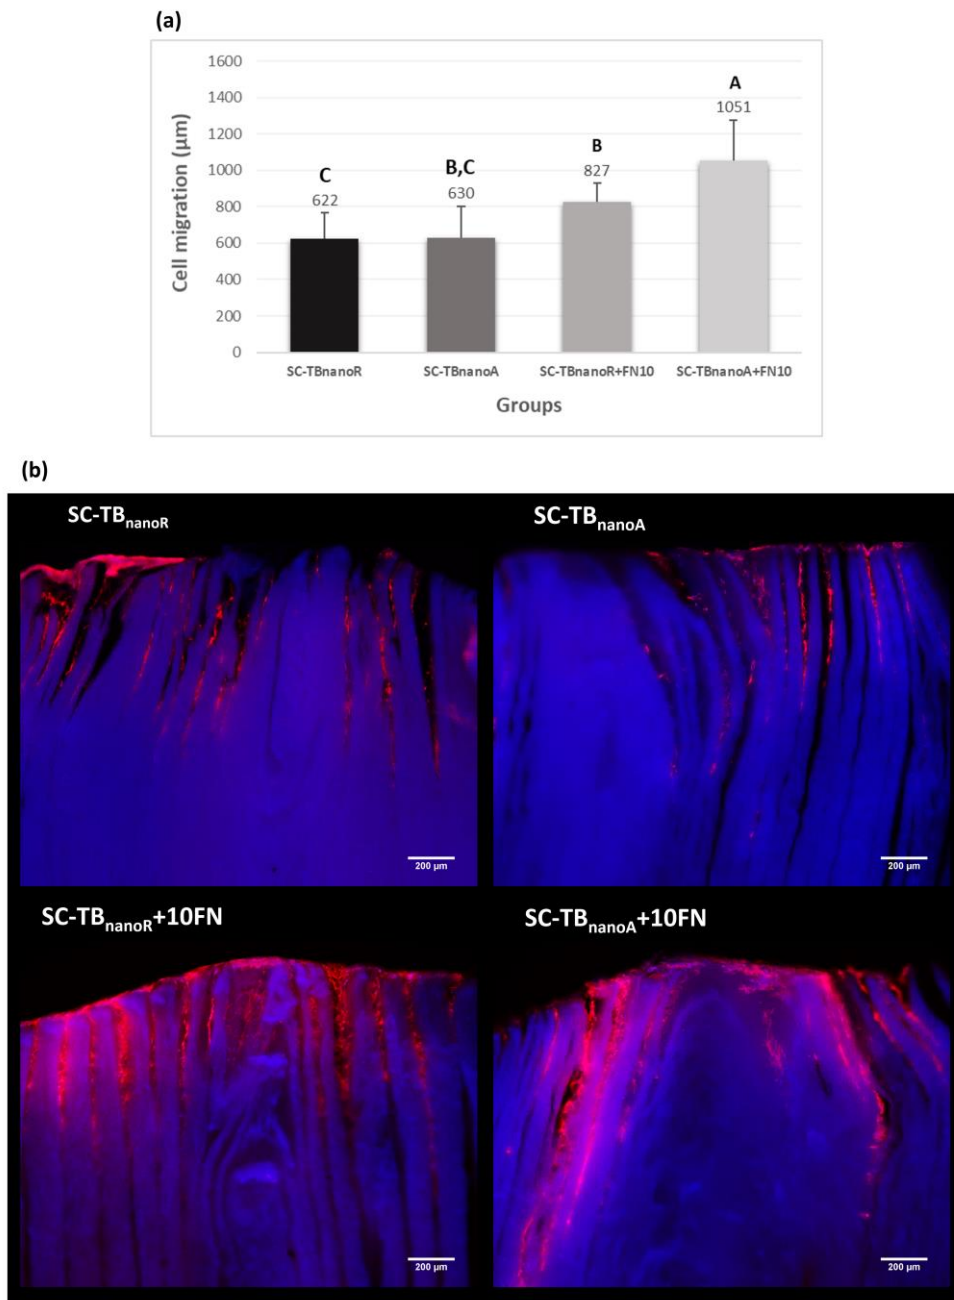 (a)
1600
1400
1200
1000
800
600
400
200
0
Cell migration (µm)
C
622
B,C
630
B
827
A
1051
SC-TBnanoR
SC-TBnanoA
SC-TBnanoR+FN10
SC-TBnanoA+FN10
Groups
(b)
SC-TBnanoR
SC-TBnanoA
200 µm
200 µm
SC-TBnanoR+10FN
SC-TBnanoA+10FN
200 µm
200 µm